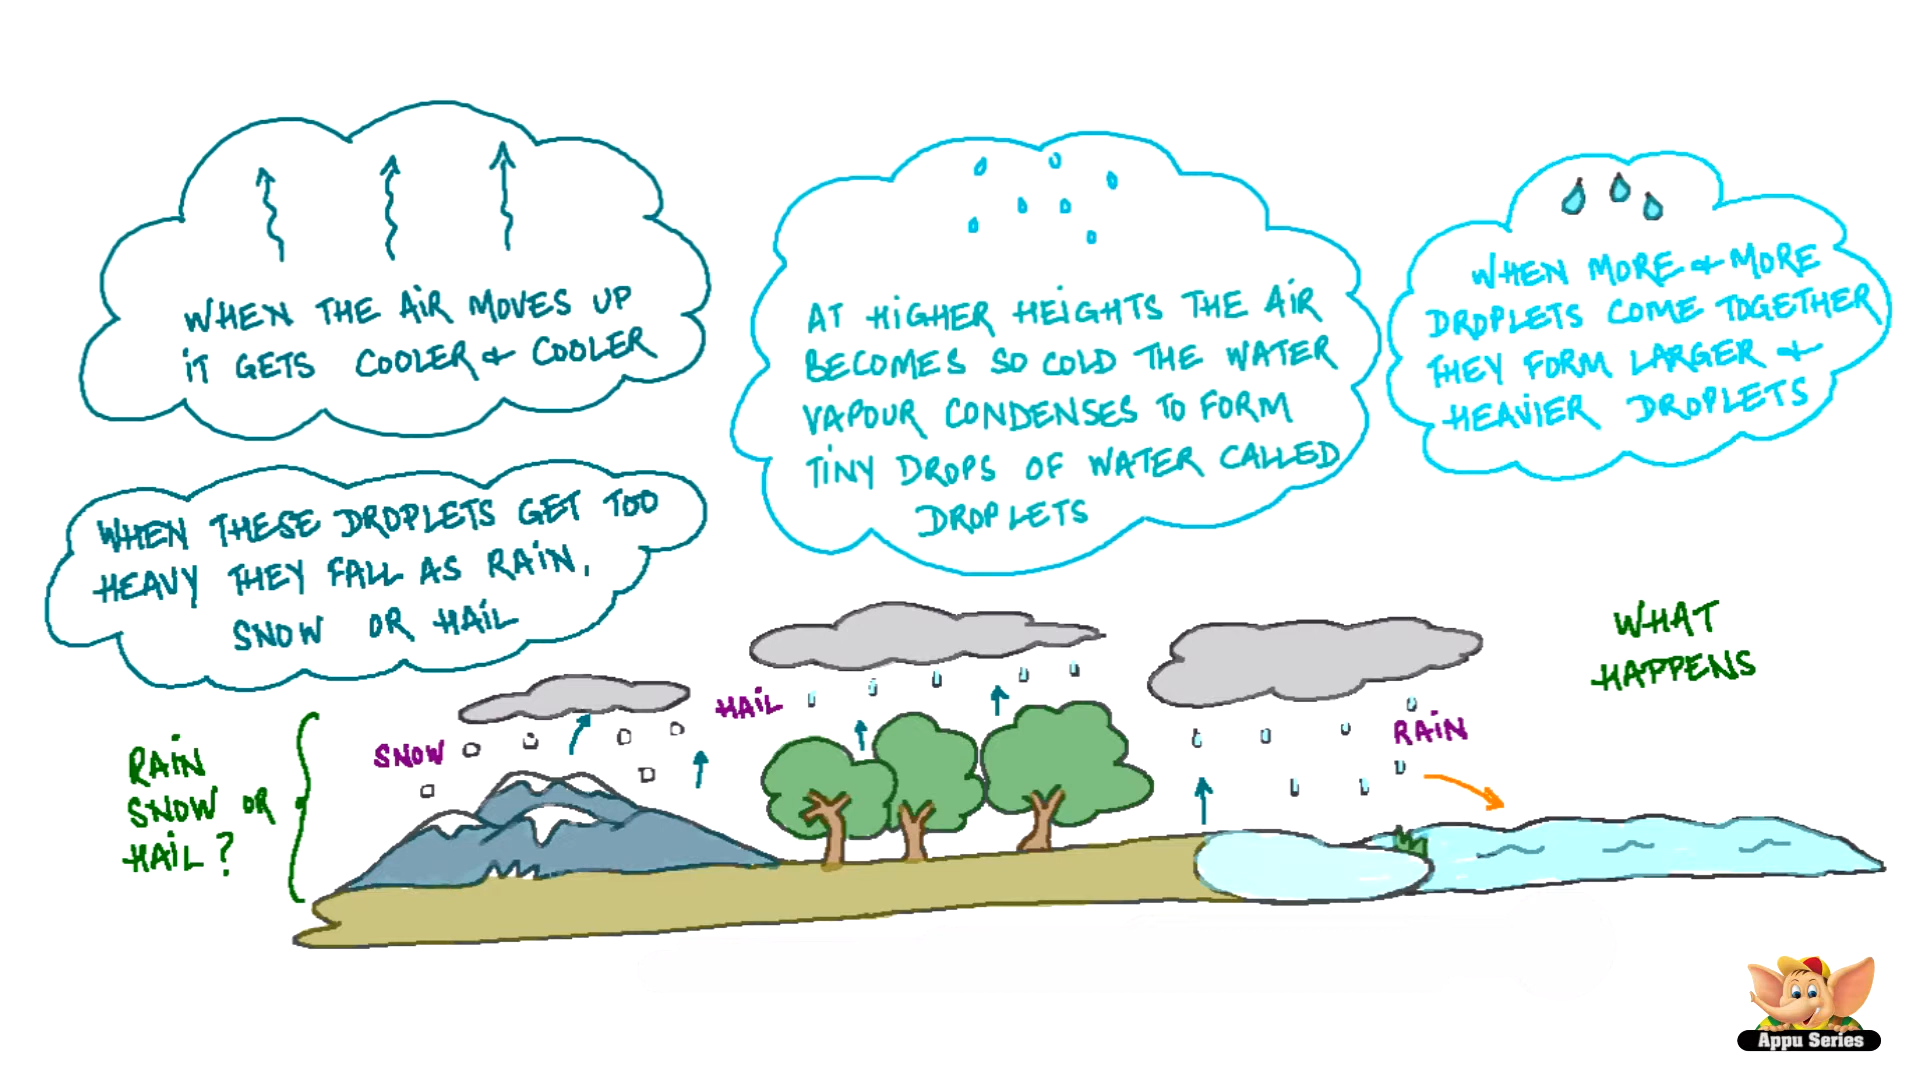 WHEN THE AIR MOVES UP
IT GETS COOLER & COOLER
AT HIGHER HEIGHTS THE AIR
BECOMES SO COLD THE WATER
VAPOUR CONDENSES TO FORM
TINY DROPS OF WATER CALLED
DROPLETS
WHEN MORE & MORE
DROPLETS COME TOGETHER
THEY FORM LARGER &
HEAVIER DROPLETS
WHEN THESE DROPLETS GET TOO
HEAVY THEY FALL AS RAIN,
SNOW OR HAIL
WHAT
HAPPENS
RAIN
SNOW OR
HAIL?
SNOW
HAIL
RAIN
Appu Series